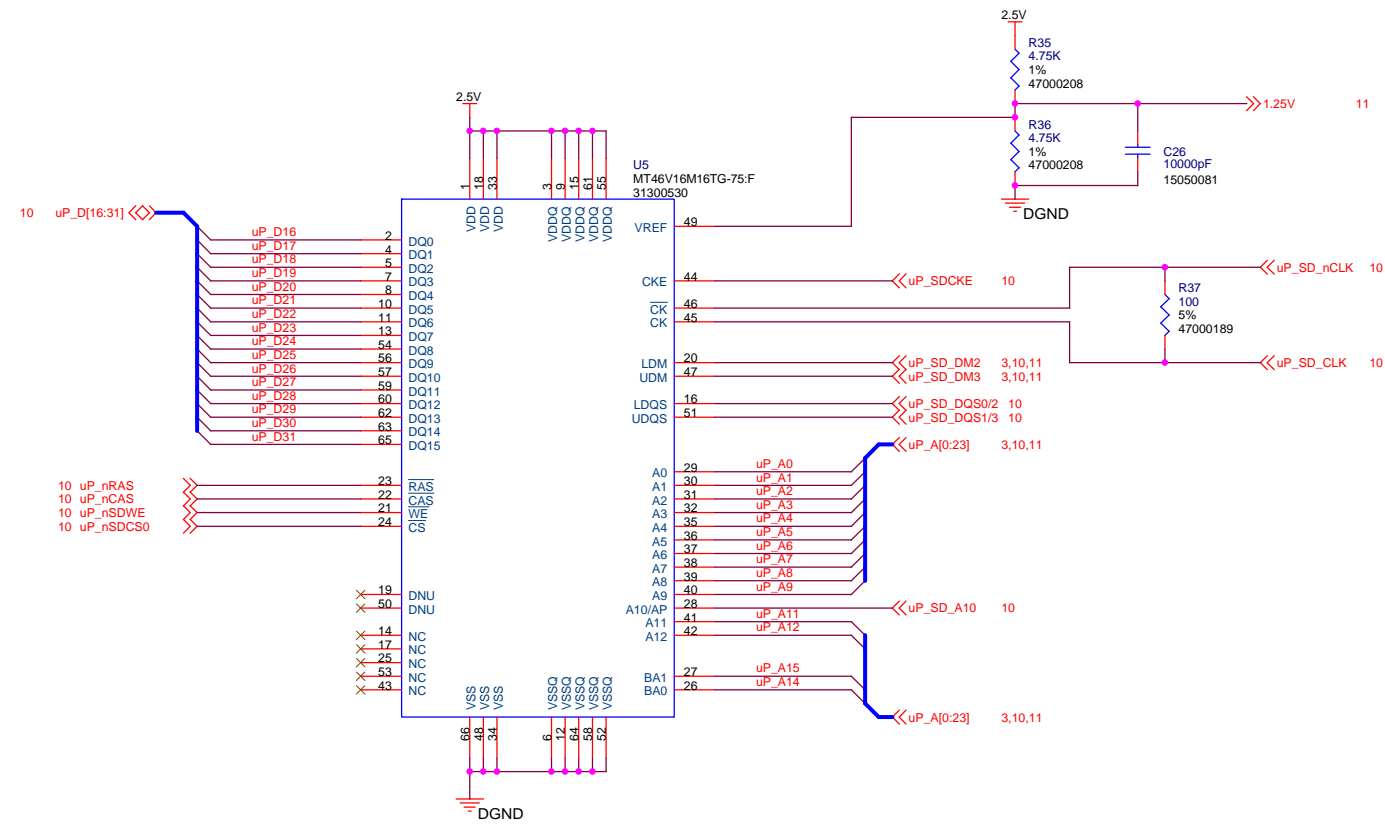 2.5V
R35
4.75K
1%
47000208
1.25V 11
R36
4.75K
1%
47000208
C26
10000pF
15050081
DGND
2.5V
U5
MT46V16M16TG-75:F
31300530
1 18 33 3 9 15 61 55
VDD VDD VDD VDDQ VDDQ VDDQ VDDQ VDDQ
10 uP_D[16:31]
uP_D16 2 DQ0
uP_D17 4 DQ1
uP_D18 5 DQ2
uP_D19 7 DQ3
uP_D20 8 DQ4
uP_D21 10 DQ5
uP_D22 11 DQ6
uP_D23 13 DQ7
uP_D24 54 DQ8
uP_D25 56 DQ9
uP_D26 57 DQ10
uP_D27 59 DQ11
uP_D28 60 DQ12
uP_D29 62 DQ13
uP_D30 63 DQ14
uP_D31 65 DQ15
10 uP_nRAS 23 RAS
10 uP_nCAS 22 CAS
10 uP_nSDWE 21 WE
10 uP_nSDCS0 24 CS
19 DNU
50 DNU
14 NC
17 NC
25 NC
53 NC
43 NC
VREF 49
CKE 44 uP_SDCKE 10
CK 46
CK 45
uP_SD_nCLK 10
R37
100
5%
47000189
uP_SD_CLK 10
LDM 20 uP_SD_DM2 3,10,11
UDM 47 uP_SD_DM3 3,10,11
LDQS 16 uP_SD_DQS0/2 10
UDQS 51 uP_SD_DQS1/3 10
uP_A[0:23] 3,10,11
A0 29 uP_A0
A1 30 uP_A1
A2 31 uP_A2
A3 32 uP_A3
A4 35 uP_A4
A5 36 uP_A5
A6 37 uP_A6
A7 38 uP_A7
A8 39 uP_A8
A9 40 uP_A9
A10/AP 28 uP_SD_A10 10
A11 41 uP_A11
A12 42 uP_A12
BA1 27 uP_A15
BA0 26 uP_A14
uP_A[0:23] 3,10,11
VSS VSS VSS VSSQ VSSQ VSSQ VSSQ VSSQ
66 48 34 6 12 64 58 52
DGND